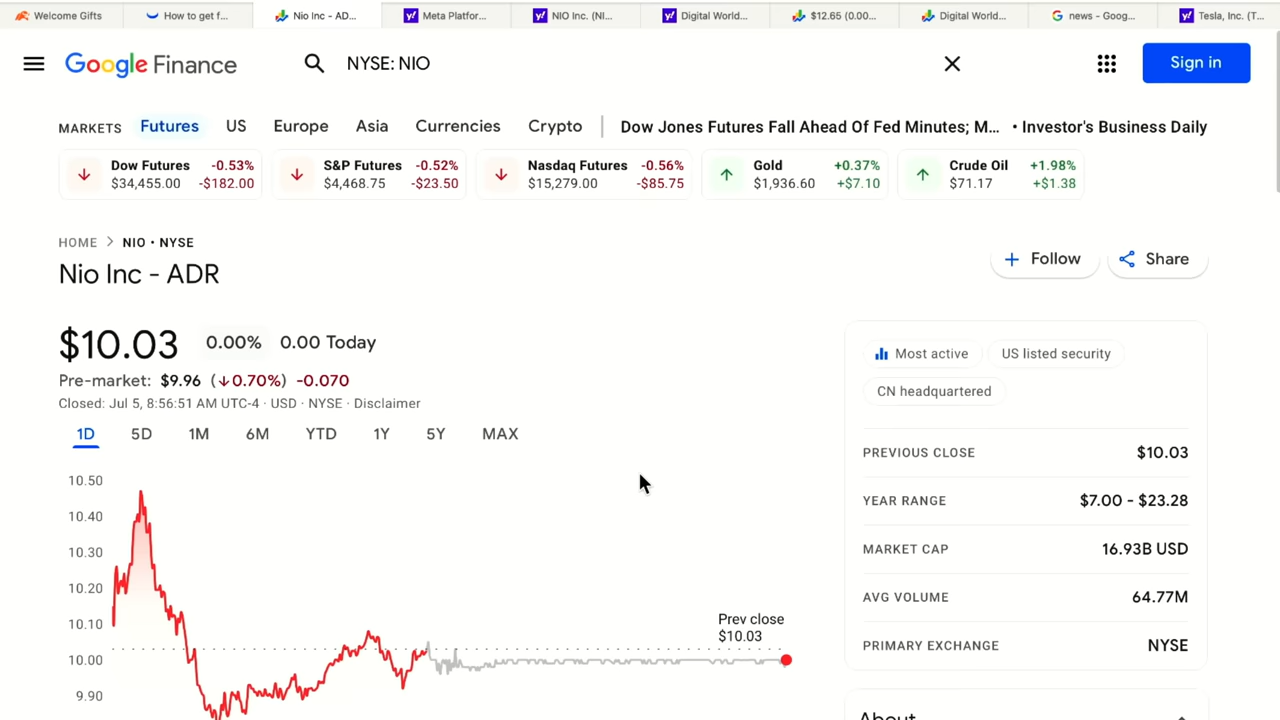 Welcome Gifts
How to get f...
Nio Inc - AD...
Meta Platfor...
NIO Inc. (NI...
Digital World...
$12.65 (0.00...
Digital World...
news - Goog...
Tesla, Inc. (T...
Google Finance
NYSE: NIO
Sign in
MARKETS Futures US Europe Asia Currencies Crypto
Dow Jones Futures Fall Ahead Of Fed Minutes; M... • Investor's Business Daily
Dow Futures -0.53%
$34,455.00 -$182.00
S&P Futures -0.52%
$4,468.75 -$23.50
Nasdaq Futures -0.56%
$15,279.00 -$85.75
Gold +0.37%
$1,936.60 +$7.10
Crude Oil +1.98%
$71.17 +$1.38
HOME > NIO • NYSE
Nio Inc - ADR
+ Follow
Share
$10.03 0.00% 0.00 Today
Pre-market: $9.96 (↓0.70%) -0.070
Closed: Jul 5, 8:56:51 AM UTC-4 · USD · NYSE · Disclaimer
1D 5D 1M 6M YTD 1Y 5Y MAX
10.50
10.40
10.30
10.20
10.10
10.00
9.90
Prev close
$10.03
Most active
US listed security
CN headquartered
PREVIOUS CLOSE $10.03
YEAR RANGE $7.00 - $23.28
MARKET CAP 16.93B USD
AVG VOLUME 64.77M
PRIMARY EXCHANGE NYSE
About